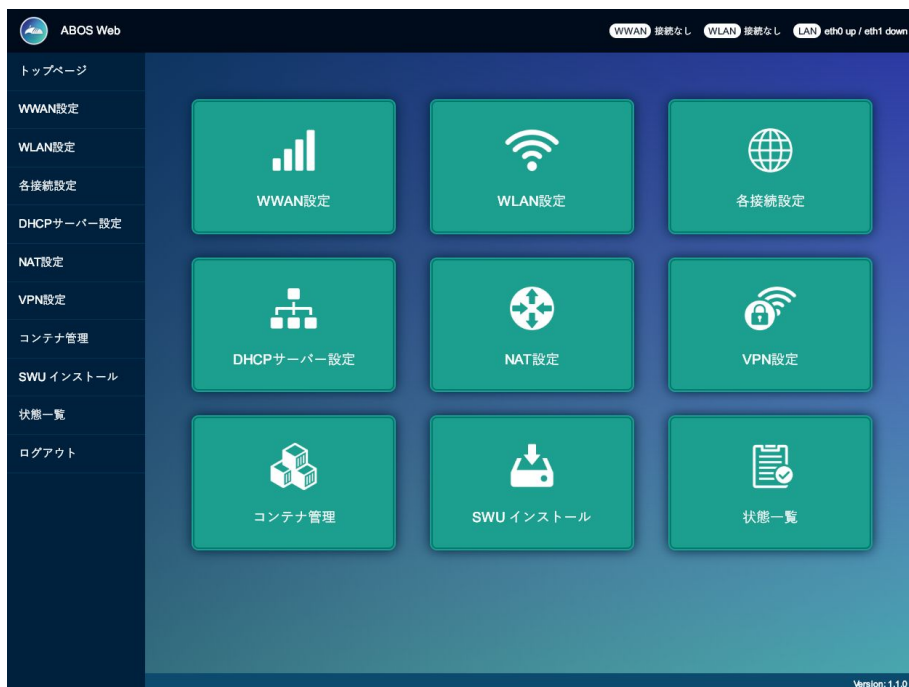 ABOS Web
WWAN 接続なし WLAN 接続なし LAN eth0 up / eth1 down
トップページ
WWAN設定
WLAN設定
各接続設定
DHCPサーバー設定
NAT設定
VPN設定
コンテナ管理
SWU インストール
状態一覧
ログアウト
WWAN設定
WLAN設定
各接続設定
DHCPサーバー設定
NAT設定
VPN設定
コンテナ管理
SWU インストール
状態一覧
Version: 1.1.0